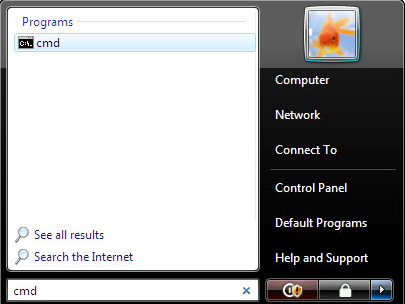 Programs
cmd
See all results
Search the Internet
cmd
Computer
Network
Connect To
Control Panel
Default Programs
Help and Support